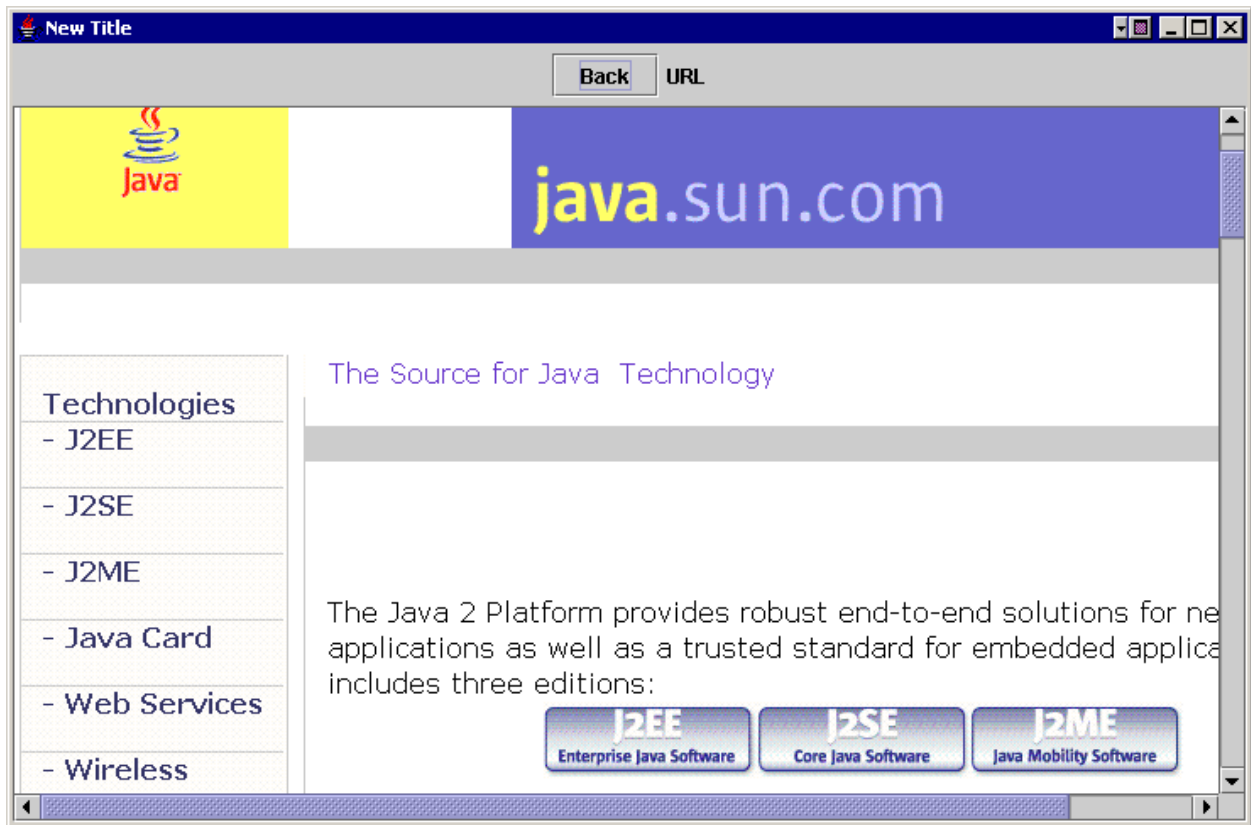 New Title
Back URL
Java
java.sun.com
The Source for Java Technology
Technologies
- J2EE
- J2SE
- J2ME
- Java Card
- Web Services
- Wireless
The Java 2 Platform provides robust end-to-end solutions for ne
applications as well as a trusted standard for embedded applica
includes three editions:
J2EE J2SE J2ME
Enterprise Java Software Core Java Software Java Mobility Software